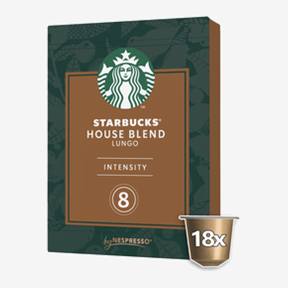 STARBUCKS®
HOUSE BLEND
LUNGO
INTENSITY
8
by NESPRESSO®
18x